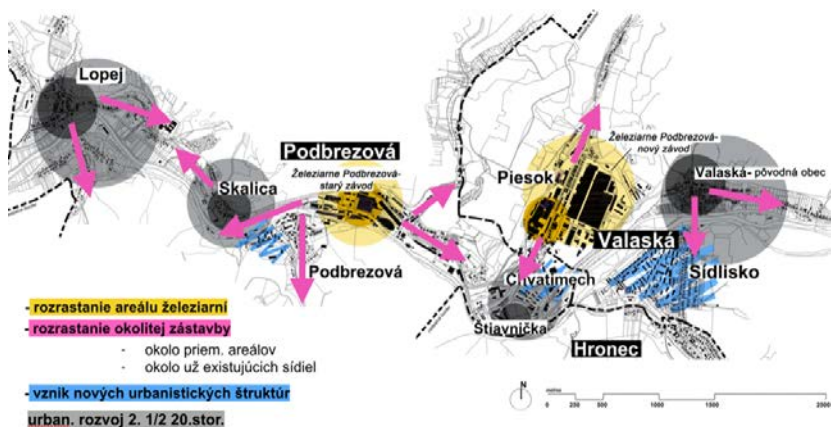 Lopej
Skalica
Podbrezová
Železiarne Podbrezová-
starý závod
Podbrezová
Piesok
Železiarne Podbrezová-
nový závod
Valaská- pôvodná obec
Valaská
Sídlisko
Chvatimech
Štiavnička
Hronec
- rozrastanie areálu železiarní
- rozrastanie okolitej zástavby
- okolo priem. areálov
- okolo už existujúcich sídiel
- vznik nových urbanistických štruktúr
urban. rozvoj 2. 1/2 20.stor.
N
0 500 1000 1500 2500